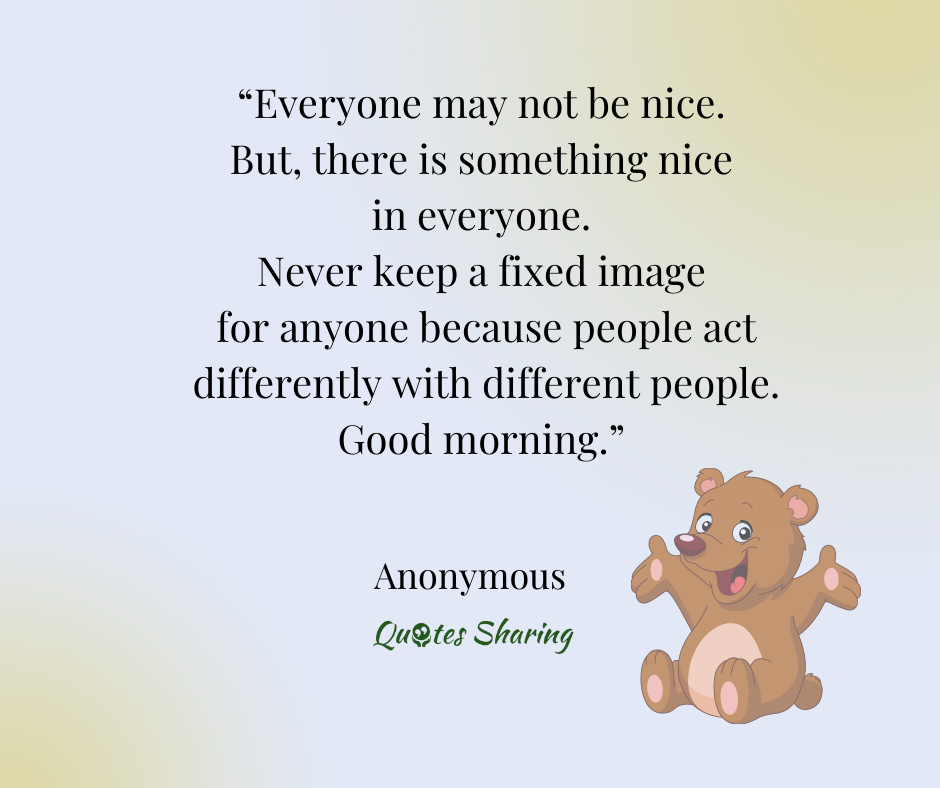 “Everyone may not be nice.
But, there is something nice
in everyone.
Never keep a fixed image
for anyone because people act
differently with different people.
Good morning.”
Anonymous
Quotes Sharing